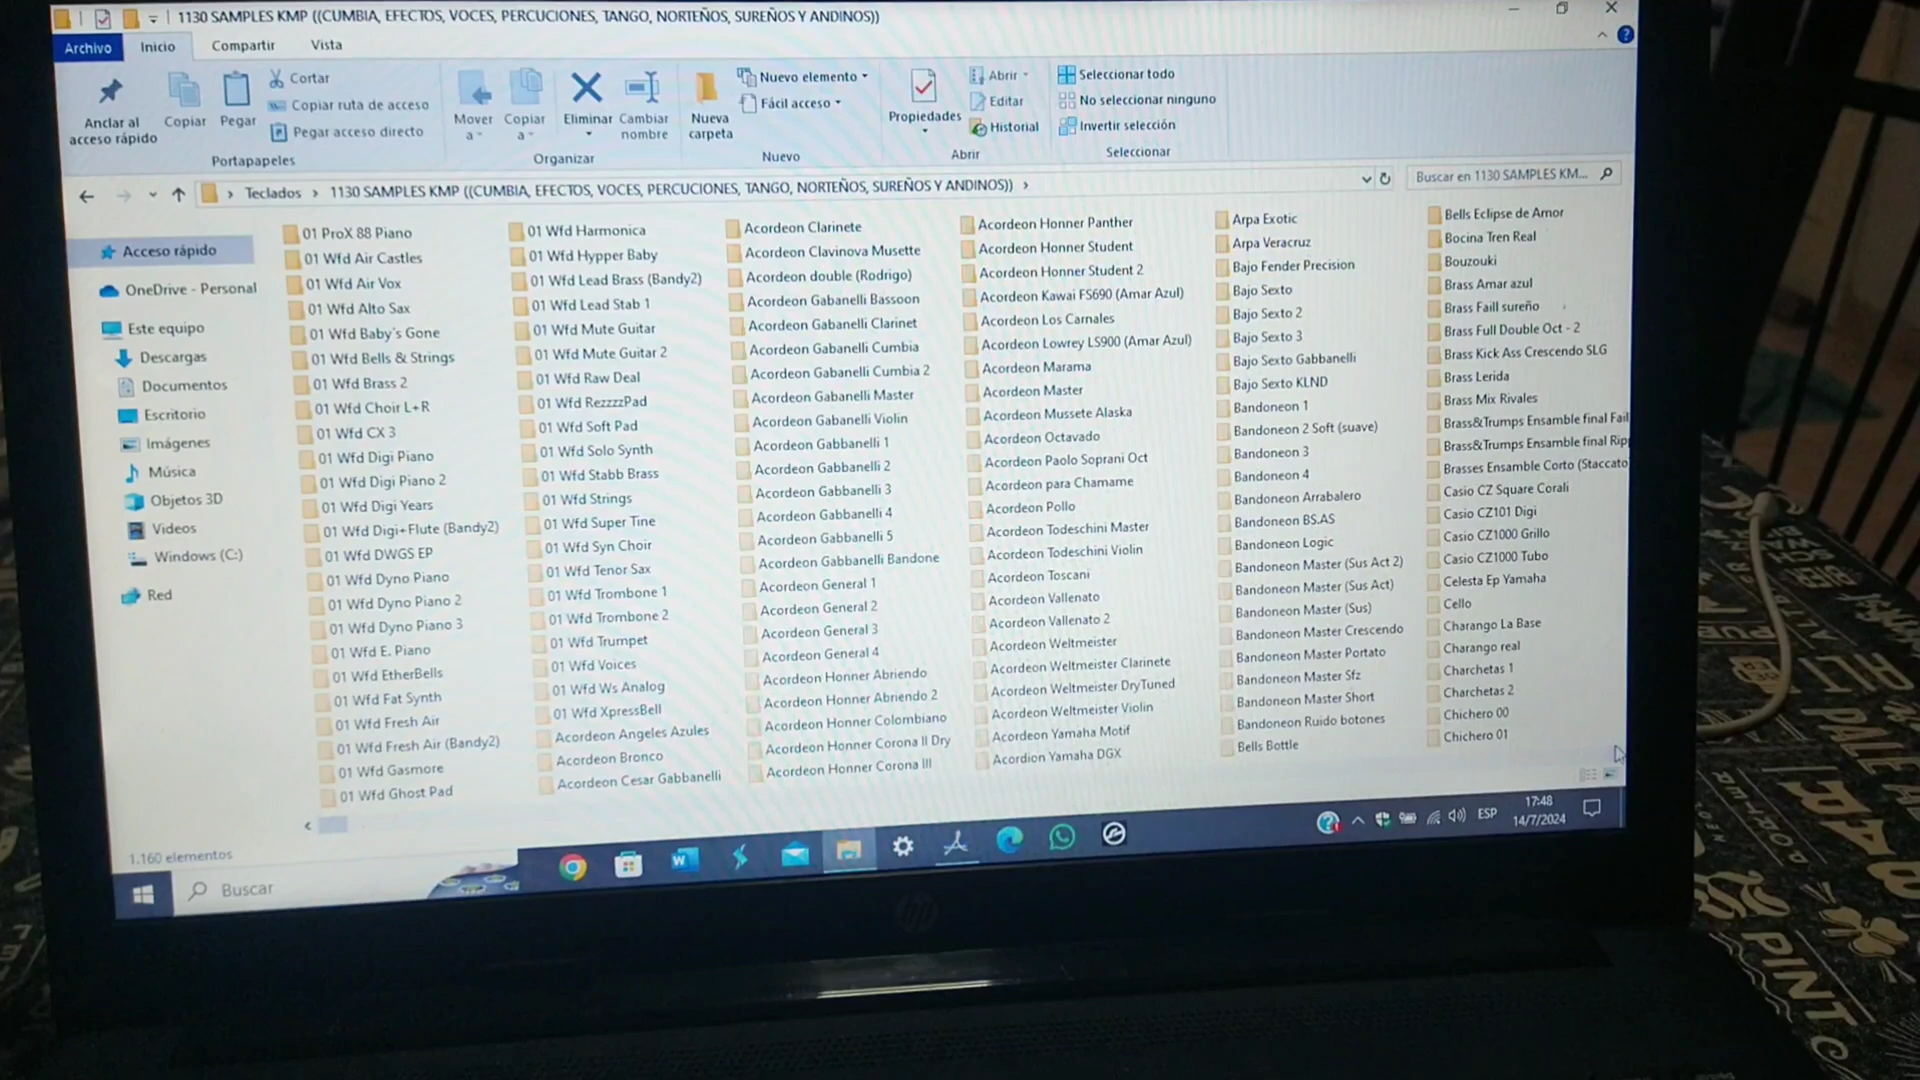 1130 SAMPLES KMP ((CUMBIA, EFECTOS, VOCES, PERCUCIONES, TANGO, NORTEÑOS, SUREÑOS Y ANDINOS))
Archivo
Inicio
Compartir
Vista
Anclar al acceso rápido
Copiar
Pegar
Cortar
Copiar ruta de acceso
Pegar acceso directo
Portapapeles
Mover a
Copiar a
Eliminar
Cambiar nombre
Organizar
Nueva carpeta
Nuevo elemento
Fácil acceso
Nuevo
Propiedades
Abrir
Editar
Historial
Abrir
Seleccionar todo
No seleccionar ninguno
Invertir selección
Seleccionar
Teclados > 1130 SAMPLES KMP ((CUMBIA, EFECTOS, VOCES, PERCUCIONES, TANGO, NORTEÑOS, SUREÑOS Y ANDINOS)) >
Buscar en 1130 SAMPLES KM...
Acceso rápido
OneDrive - Personal
Este equipo
Descargas
Documentos
Escritorio
Imágenes
Música
Objetos 3D
Videos
Windows (C:)
Red
01 ProX 88 Piano
01 Wfd Air Castles
01 Wfd Air Vox
01 Wfd Alto Sax
01 Wfd Baby's Gone
01 Wfd Bells & Strings
01 Wfd Brass 2
01 Wfd Choir L+R
01 Wfd CX 3
01 Wfd Digi Piano
01 Wfd Digi Piano 2
01 Wfd Digi Years
01 Wfd Digi+Flute (Bandy2)
01 Wfd DWGS EP
01 Wfd Dyno Piano
01 Wfd Dyno Piano 2
01 Wfd Dyno Piano 3
01 Wfd E. Piano
01 Wfd EtherBells
01 Wfd Fat Synth
01 Wfd Fresh Air
01 Wfd Fresh Air (Bandy2)
01 Wfd Gasmore
01 Wfd Ghost Pad
01 Wfd Harmonica
01 Wfd Hypper Baby
01 Wfd Lead Brass (Bandy2)
01 Wfd Lead Stab 1
01 Wfd Mute Guitar
01 Wfd Mute Guitar 2
01 Wfd Raw Deal
01 Wfd RezzzzPad
01 Wfd Soft Pad
01 Wfd Solo Synth
01 Wfd Stabb Brass
01 Wfd Strings
01 Wfd Super Tine
01 Wfd Syn Choir
01 Wfd Tenor Sax
01 Wfd Trombone 1
01 Wfd Trombone 2
01 Wfd Trumpet
01 Wfd Voices
01 Wfd Ws Analog
01 Wfd XpressBell
Acordeon Angeles Azules
Acordeon Bronco
Acordeon Cesar Gabbanelli
Acordeon Clarinete
Acordeon Clavinova Musette
Acordeon double (Rodrigo)
Acordeon Gabanelli Bassoon
Acordeon Gabanelli Clarinet
Acordeon Gabanelli Cumbia
Acordeon Gabanelli Cumbia 2
Acordeon Gabanelli Master
Acordeon Gabanelli Violin
Acordeon Gabbanelli 1
Acordeon Gabbanelli 2
Acordeon Gabbanelli 3
Acordeon Gabbanelli 4
Acordeon Gabbanelli 5
Acordeon Gabbanelli Bandone
Acordeon General 1
Acordeon General 2
Acordeon General 3
Acordeon General 4
Acordeon Honner Abriendo
Acordeon Honner Abriendo 2
Acordeon Honner Colombiano
Acordeon Honner Corona II Dry
Acordeon Honner Corona III
Acordeon Honner Panther
Acordeon Honner Student
Acordeon Honner Student 2
Acordeon Kawai FS690 (Amar Azul)
Acordeon Los Carnales
Acordeon Lowrey LS900 (Amar Azul)
Acordeon Marama
Acordeon Master
Acordeon Mussete Alaska
Acordeon Octavado
Acordeon Paolo Soprani Oct
Acordeon para Chamame
Acordeon Pollo
Acordeon Todeschini Master
Acordeon Todeschini Violin
Acordeon Toscani
Acordeon Vallenato
Acordeon Vallenato 2
Acordeon Weltmeister
Acordeon Weltmeister Clarinete
Acordeon Weltmeister DryTuned
Acordeon Weltmeister Violin
Acordeon Yamaha Motif
Acordion Yamaha DGX
Arpa Exotic
Arpa Veracruz
Bajo Fender Precision
Bajo Sexto
Bajo Sexto 2
Bajo Sexto 3
Bajo Sexto Gabbanelli
Bajo Sexto KLND
Bandoneon 1
Bandoneon 2 Soft (suave)
Bandoneon 3
Bandoneon 4
Bandoneon Arrabalero
Bandoneon BS.AS
Bandoneon Logic
Bandoneon Master (Sus Act 2)
Bandoneon Master (Sus Act)
Bandoneon Master (Sus)
Bandoneon Master Crescendo
Bandoneon Master Portato
Bandoneon Master Sfz
Bandoneon Master Short
Bandoneon Ruido botones
Bells Bottle
Bells Eclipse de Amor
Bocina Tren Real
Bouzouki
Brass Amar azul
Brass Faill sureño
Brass Full Double Oct - 2
Brass Kick Ass Crescendo SLG
Brass Lerida
Brass Mix Rivales
Brass&Trumps Ensamble final Fail
Brass&Trumps Ensamble final Rip
Brasses Ensamble Corto (Staccato
Casio CZ Square Corali
Casio CZ101 Digi
Casio CZ1000 Grillo
Casio CZ1000 Tubo
Celesta Ep Yamaha
Cello
Charango La Base
Charango real
Charchetas 1
Charchetas 2
Chichero 00
Chichero 01
1.160 elementos
Buscar
ESP
17:48
14/7/2024
hp
PALE A
PINT